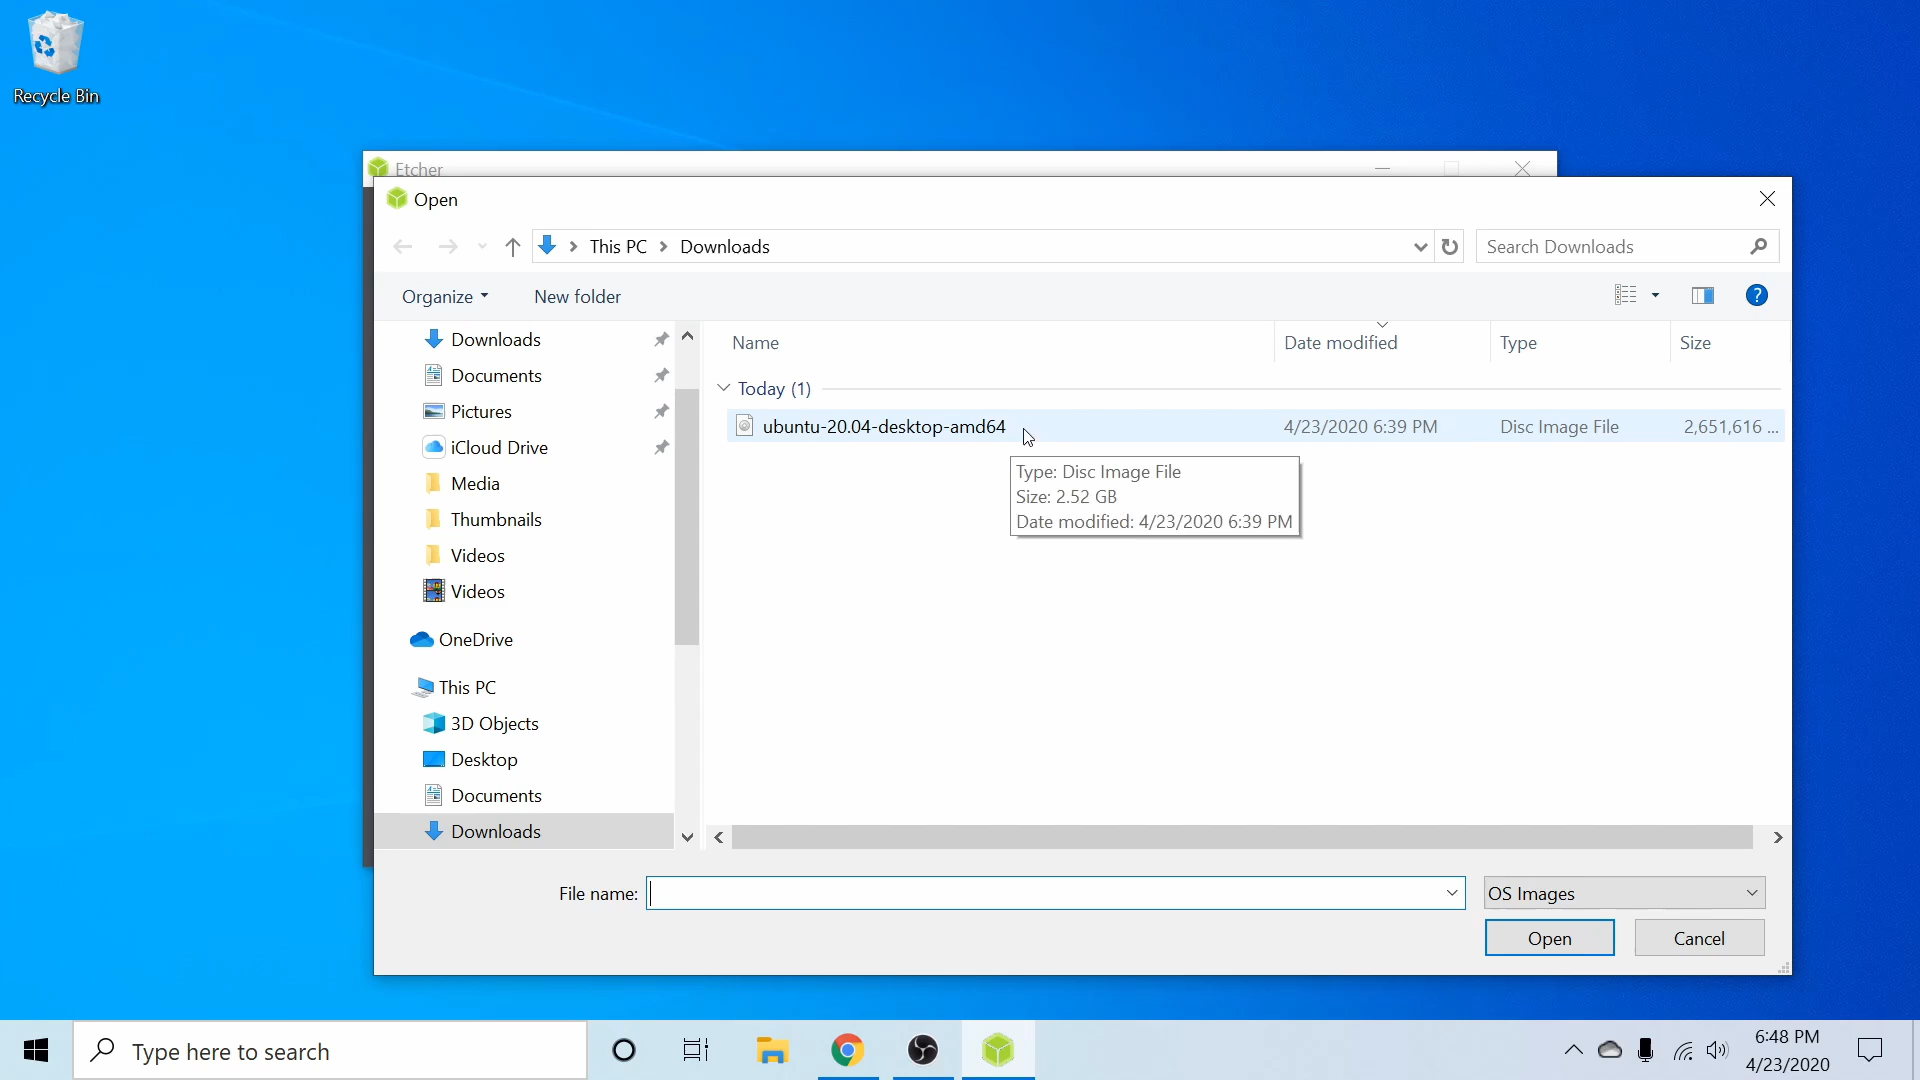 Recycle Bin
Etcher
Open
This PC
Downloads
Search Downloads
Organize
New folder
Name
Date modified
Type
Size
Downloads
Documents
Pictures
iCloud Drive
Media
Thumbnails
Videos
Videos
OneDrive
This PC
3D Objects
Desktop
Documents
Downloads
Today (1)
ubuntu-20.04-desktop-amd64
4/23/2020 6:39 PM
Disc Image File
2,651,616 ...
Type: Disc Image File
Size: 2.52 GB
Date modified: 4/23/2020 6:39 PM
File name:
OS Images
Open
Cancel
Type here to search
6:48 PM
4/23/2020